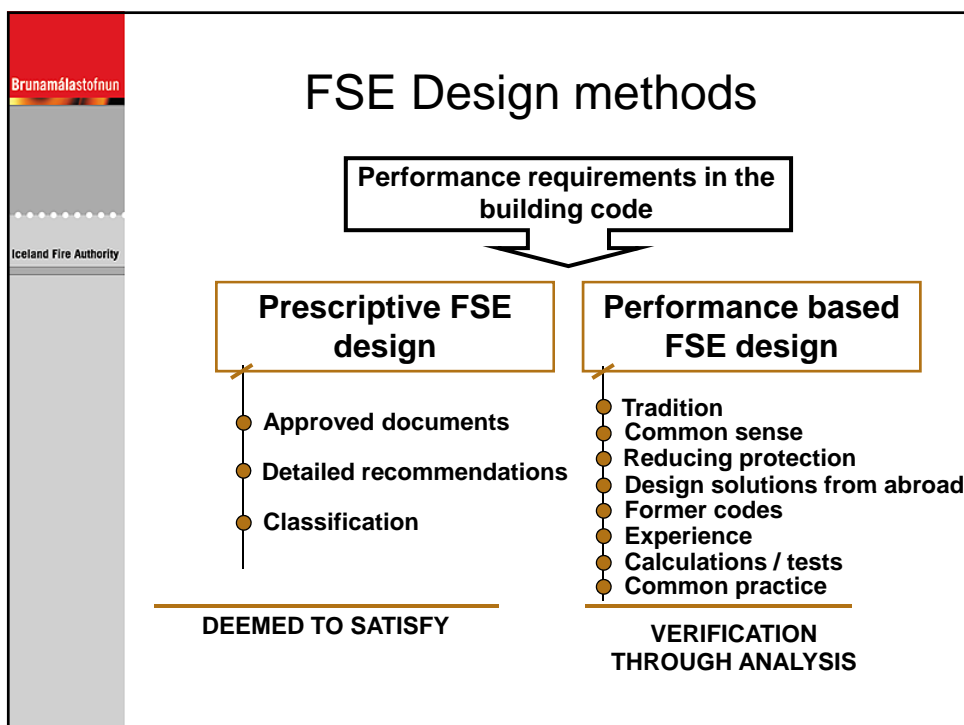 Brunamálastofnun
Iceland Fire Authority
FSE Design methods
Performance requirements in the
building code
Prescriptive FSE
design
Approved documents
Detailed recommendations
Classification
DEEMED TO SATISFY
Performance based
FSE design
Tradition
Common sense
Reducing protection
Design solutions from abroad
Former codes
Experience
Calculations / tests
Common practice
VERIFICATION
THROUGH ANALYSIS